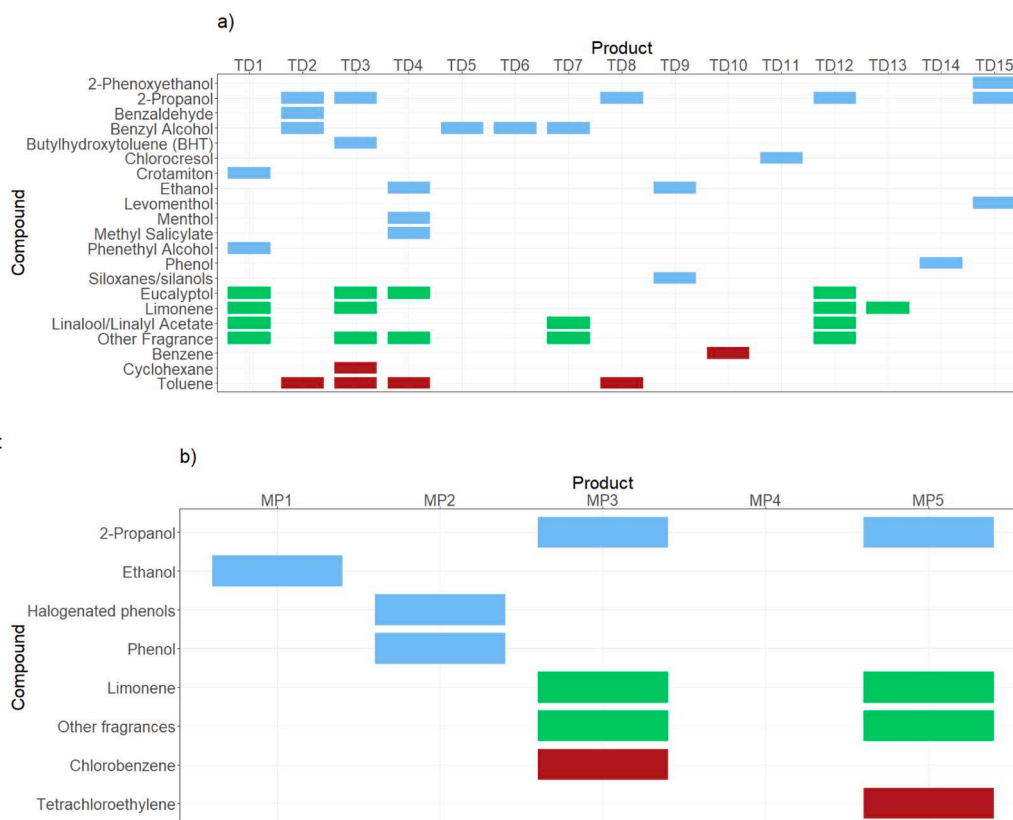 a)
Product
TD1 TD2 TD3 TD4 TD5 TD6 TD7 TD8 TD9 TD10 TD11 TD12 TD13 TD14 TD15
Compound
2-Phenoxyethanol
2-Propanol
Benzaldehyde
Benzyl Alcohol
Butylhydroxytoluene (BHT)
Chlorocresol
Crotamiton
Ethanol
Levomenthol
Menthol
Methyl Salicylate
Phenethyl Alcohol
Phenol
Siloxanes/silanols
Eucalyptol
Limonene
Linalool/Linalyl Acetate
Other Fragrance
Benzene
Cyclohexane
Toluene
:
b)
Product
MP1 MP2 MP3 MP4 MP5
Compound
2-Propanol
Ethanol
Halogenated phenols
Phenol
Limonene
Other fragrances
Chlorobenzene
Tetrachloroethylene